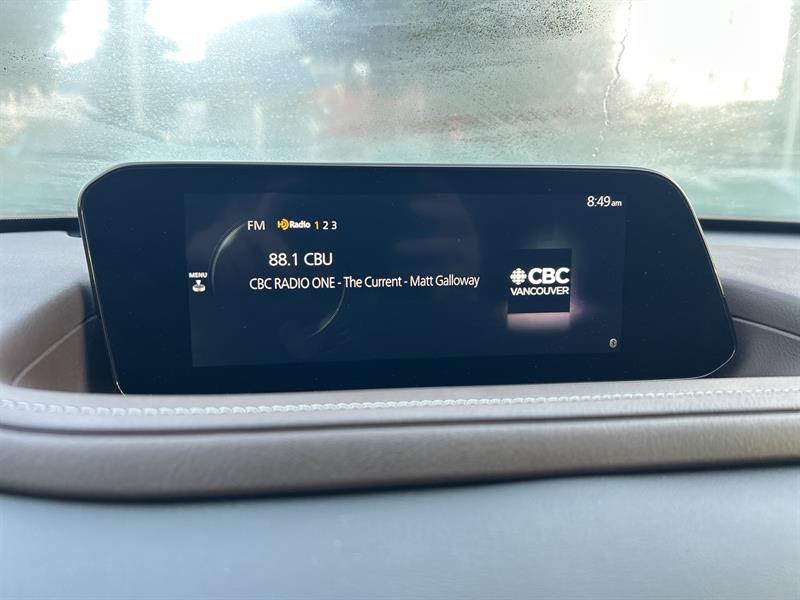 8:49am
FM HD Radio 1 2 3
88.1 CBU
MENU
CBC RADIO ONE - The Current - Matt Galloway
CBC
VANCOUVER